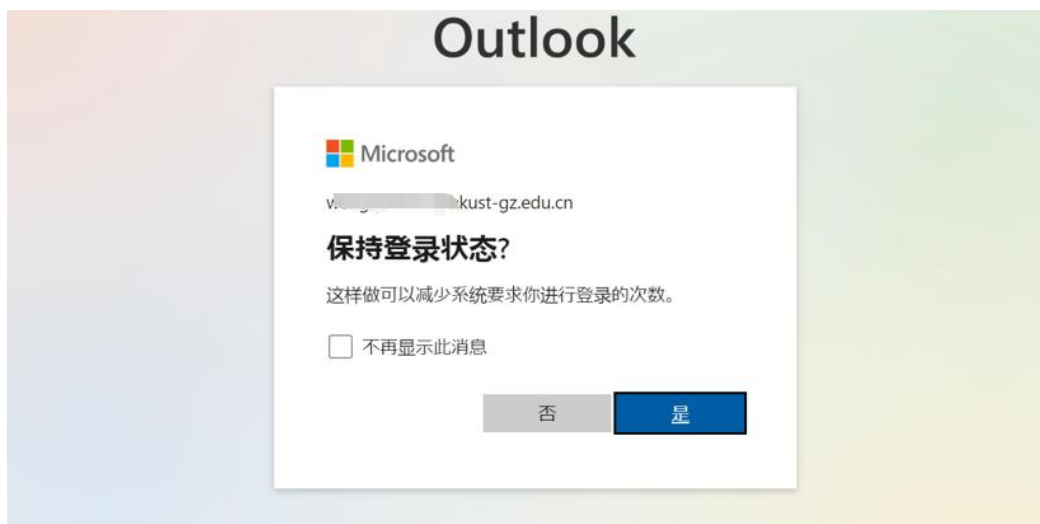 Outlook
Microsoft
kust-gz.edu.cn
保持登录状态?
这样做可以减少系统要求你进行登录的次数。
不再显示此消息
否
是